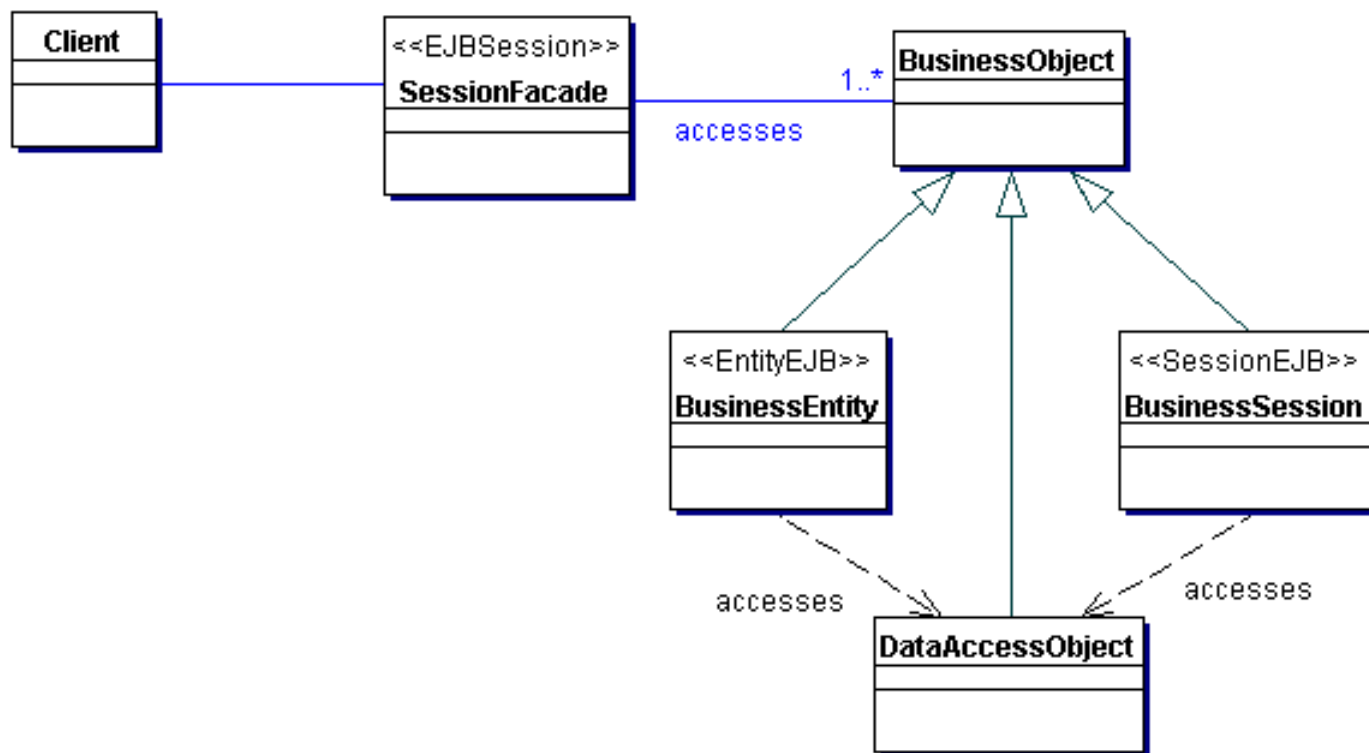 Client
<<EJBSession>>
SessionFacade
1..*
accesses
BusinessObject
<<EntityEJB>>
BusinessEntity
<<SessionEJB>>
BusinessSession
accesses
accesses
DataAccessObject